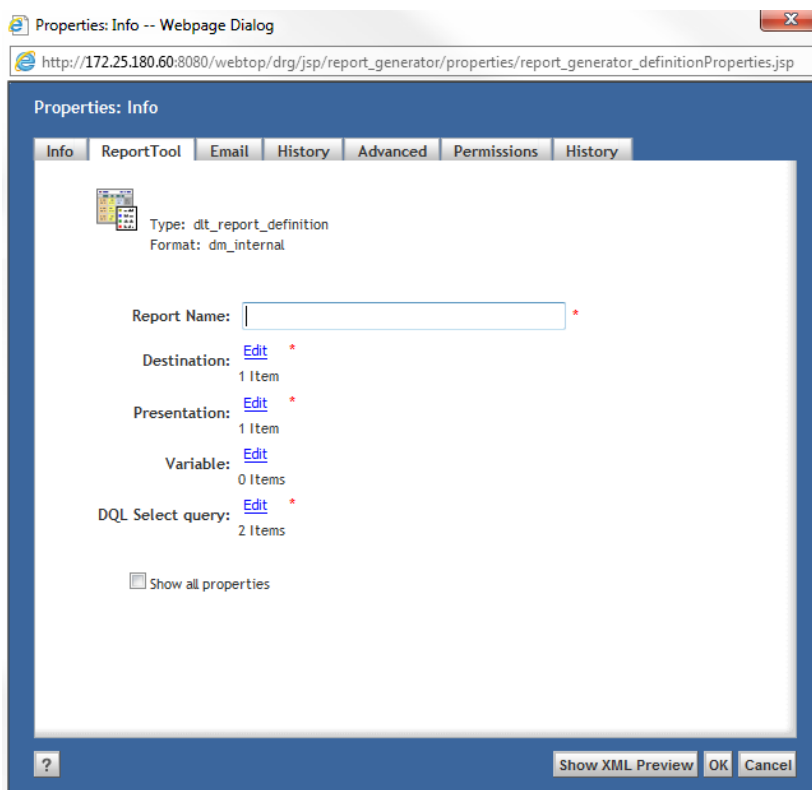 Properties: Info -- Webpage Dialog
x
http://172.25.180.60:8080/webtop/drg/jsp/report_generator/properties/report_generator_definitionProperties.jsp
Properties: Info
Info ReportTool Email History Advanced Permissions History
Type: dlt_report_definition
Format: dm_internal
Report Name: *
Destination: Edit *
1 Item
Presentation: Edit *
1 Item
Variable: Edit
0 Items
DQL Select query: Edit *
2 Items
Show all properties
? Show XML Preview OK Cancel